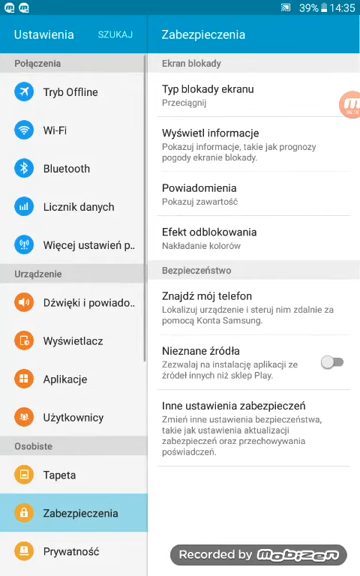 39% 14:35
Ustawienia
SZUKAJ
Połączenia
Tryb Offline
Wi-Fi
Bluetooth
Licznik danych
Więcej ustawień p..
Urządzenie
Dźwięki i powiado..
Wyświetlacz
Aplikacje
Użytkownicy
Osobiste
Tapeta
Zabezpieczenia
Prywatność
Zabezpieczenia
Ekran blokady
Typ blokady ekranu
Przeciągnij
Wyświetl informacje
Pokazuj informacje, takie jak prognozy
pogody ekranie blokady.
Powiadomienia
Pokazuj zawartość
Efekt odblokowania
Nakładanie kolorów
Bezpieczeństwo
Znajdź mój telefon
Lokalizuj urządzenie i steruj nim zdalnie za
pomocą Konta Samsung.
Nieznane źródła
Zezwalaj na instalację aplikacji ze
źródeł innych niż sklep Play.
Inne ustawienia zabezpieczeń
Zmień inne ustawienia bezpieczeństwa,
takie jak ustawienia aktualizacji
zabezpieczeń oraz przechowywania
poświadczeń.
Recorded by mobizen